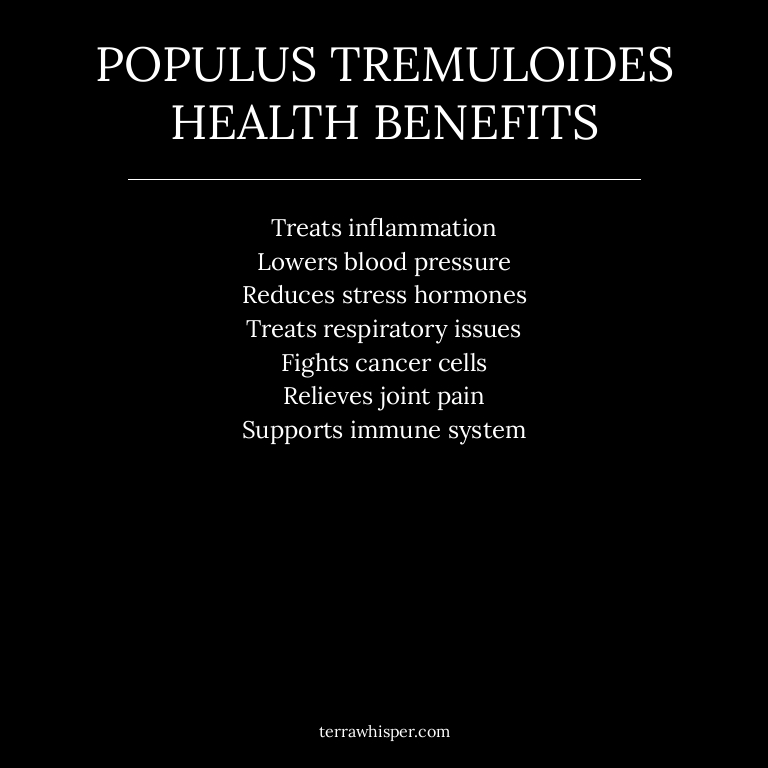 POPULUS TREMULOIDES
HEALTH BENEFITS
Treats inflammation
Lowers blood pressure
Reduces stress hormones
Treats respiratory issues
Fights cancer cells
Relieves joint pain
Supports immune system
terrawhisper.com